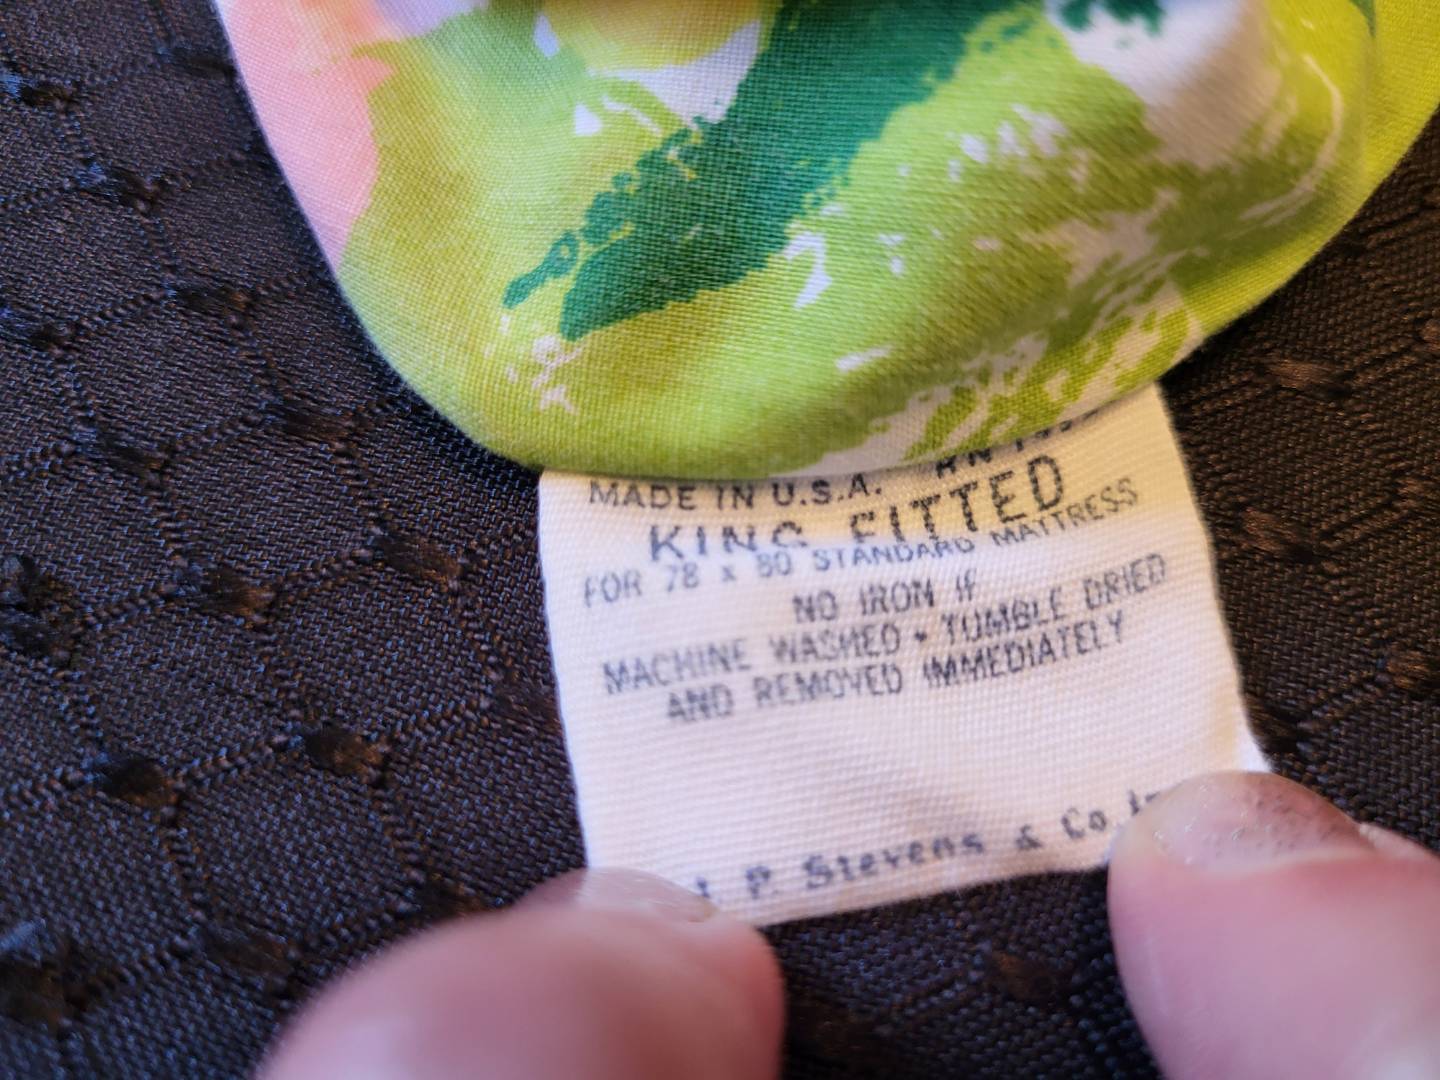 MADE IN U.S.A. RN
KING FITTED
FOR 78 x 80 STANDARD MATTRESS
NO IRON IF
MACHINE WASHED • TUMBLE DRIED
AND REMOVED IMMEDIATELY
P. Stevens & Co